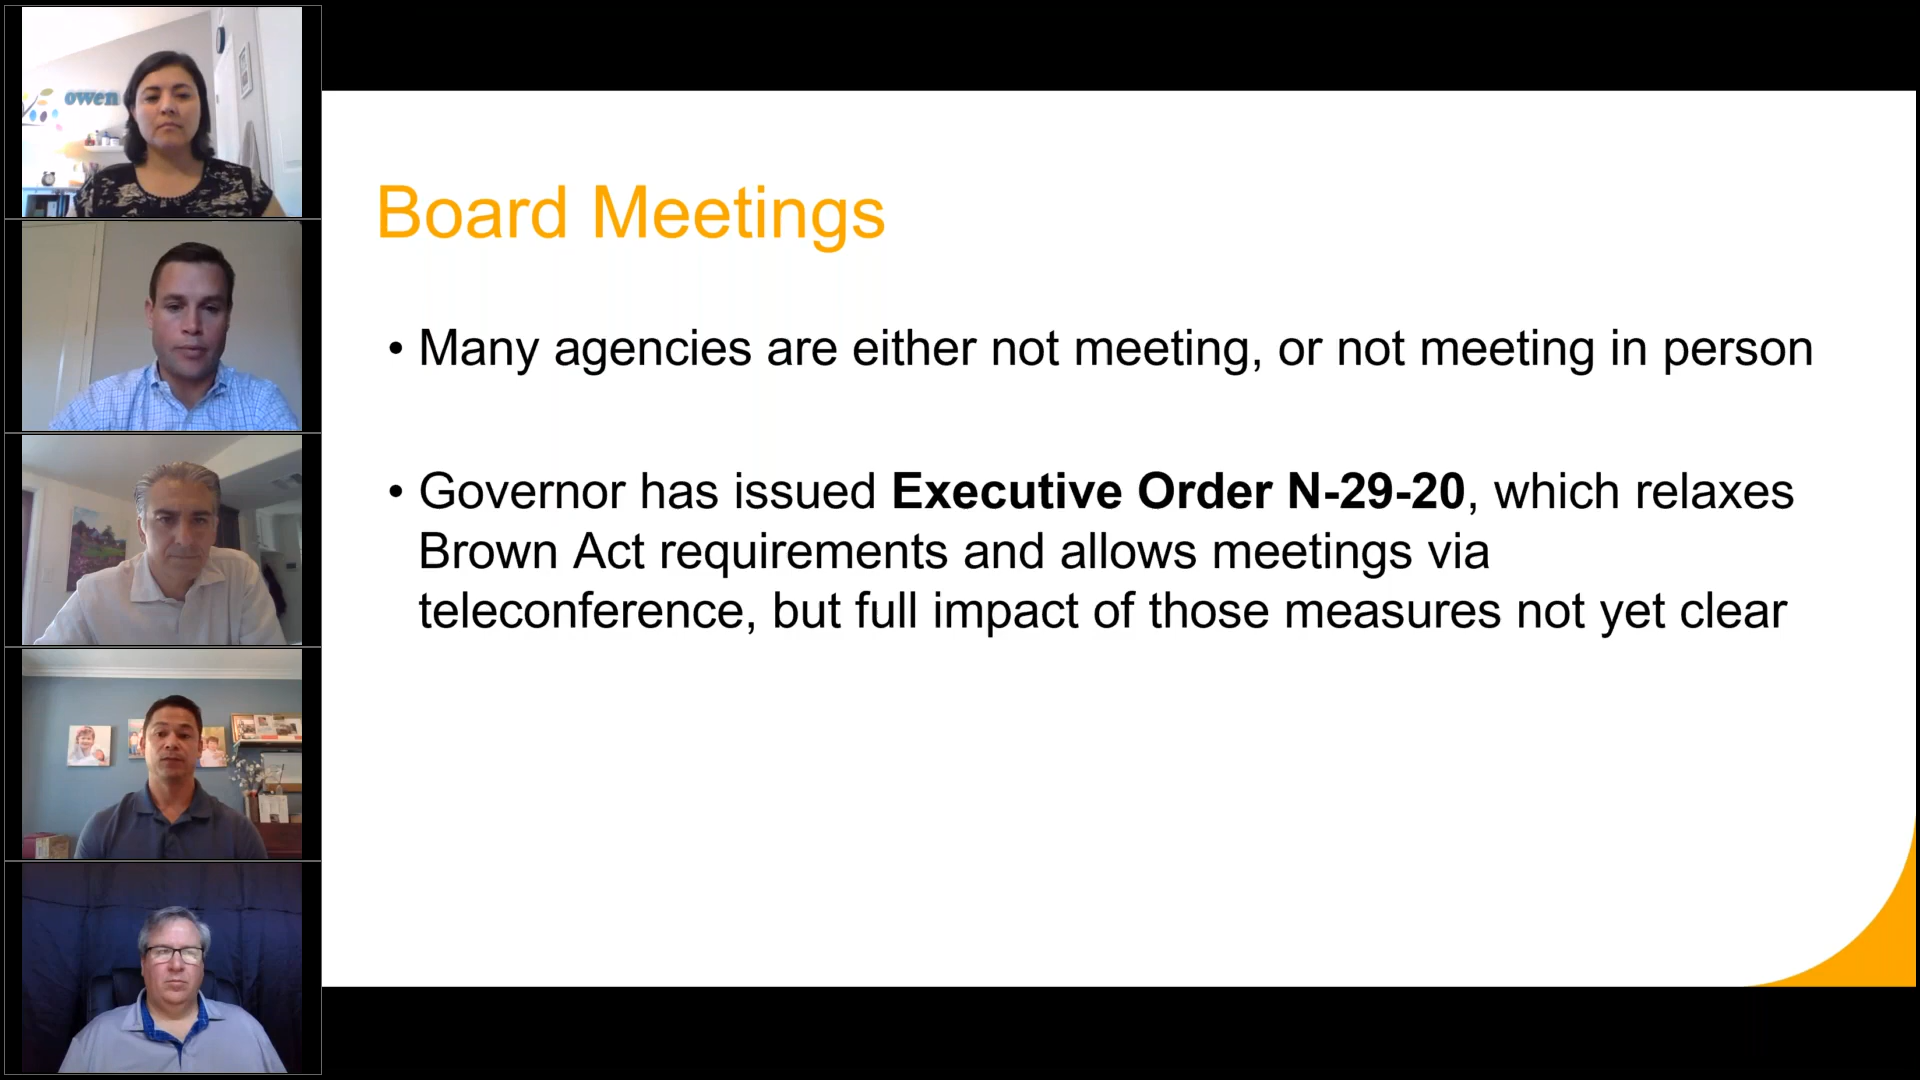 owen
Board Meetings
• Many agencies are either not meeting, or not meeting in person
• Governor has issued Executive Order N-29-20, which relaxes
Brown Act requirements and allows meetings via
teleconference, but full impact of those measures not yet clear